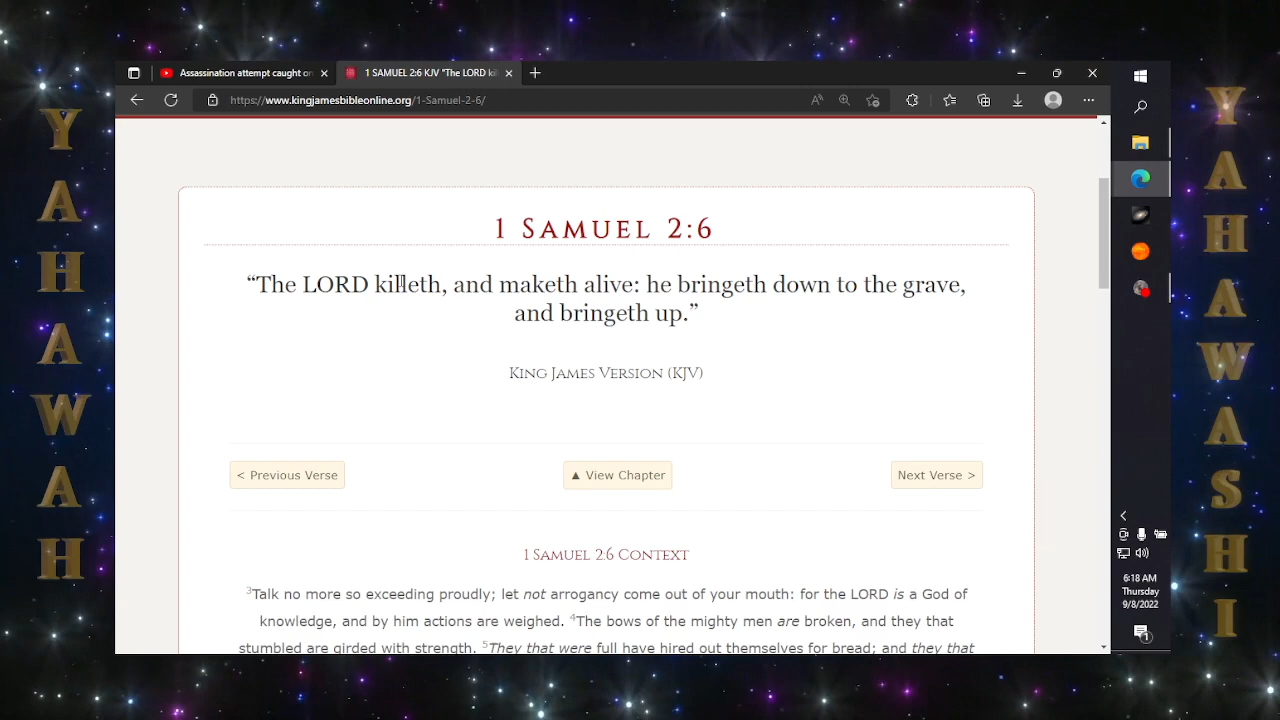 Y
A
H
A
W
A
H
Assassination attempt caught on
1 SAMUEL 2:6 KJV "The LORD kil
https://www.kingjamesbibleonline.org/1-Samuel-2-6/
1 Samuel 2:6
“The LORD killeth, and maketh alive: he bringeth down to the grave,
and bringeth up.”
King James Version (KJV)
< Previous Verse
▲ View Chapter
Next Verse >
1 Samuel 2:6 Context
3Talk no more so exceeding proudly; let not arrogancy come out of your mouth: for the LORD is a God of
knowledge, and by him actions are weighed. 4The bows of the mighty men are broken, and they that
stumbled are girded with strength. 5They that were full have hired out themselves for bread; and they that
6:18 AM
Thursday
9/8/2022
1
Y
A
H
A
W
A
S
H
I